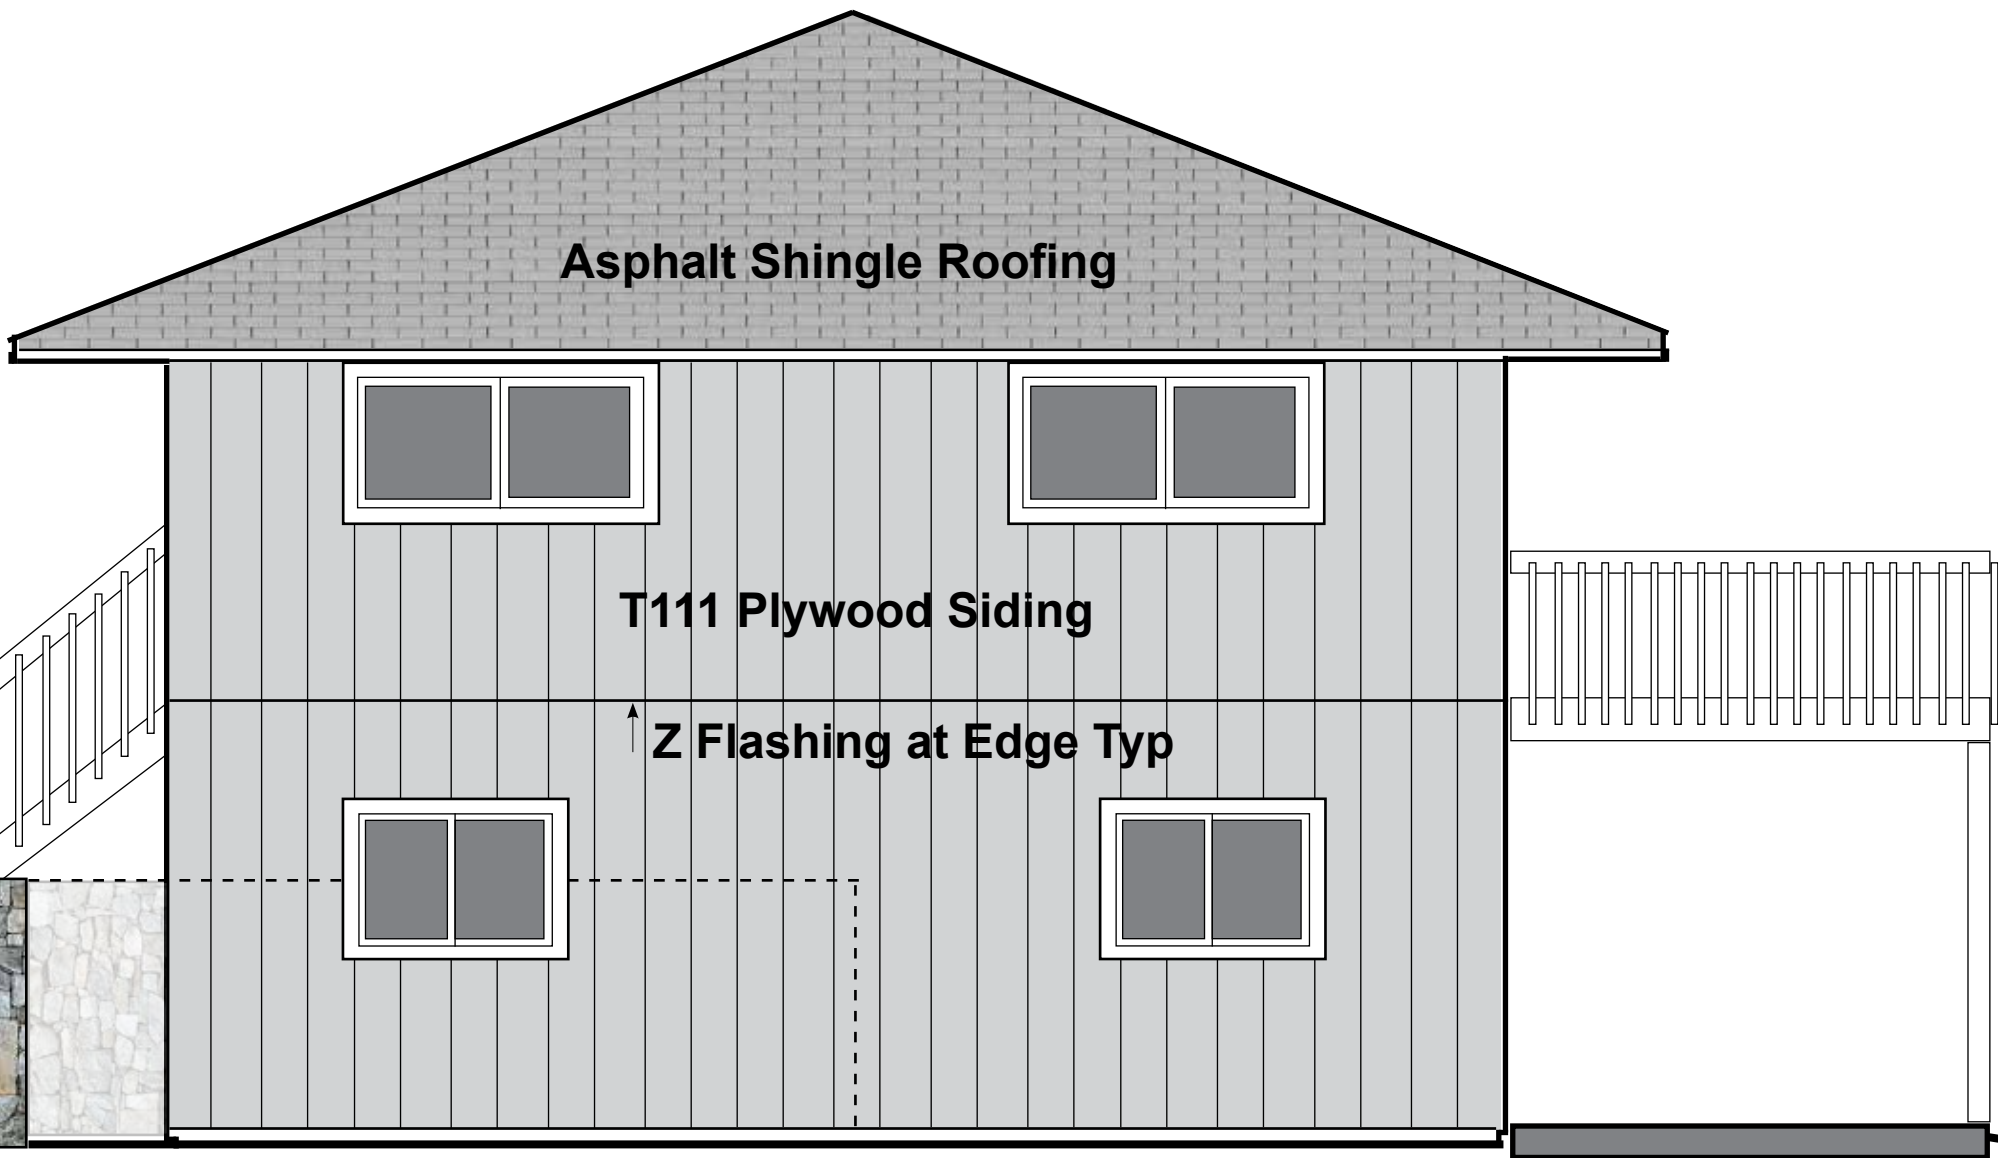 Asphalt Shingle Roofing
T111 Plywood Siding
Z Flashing at Edge Typ